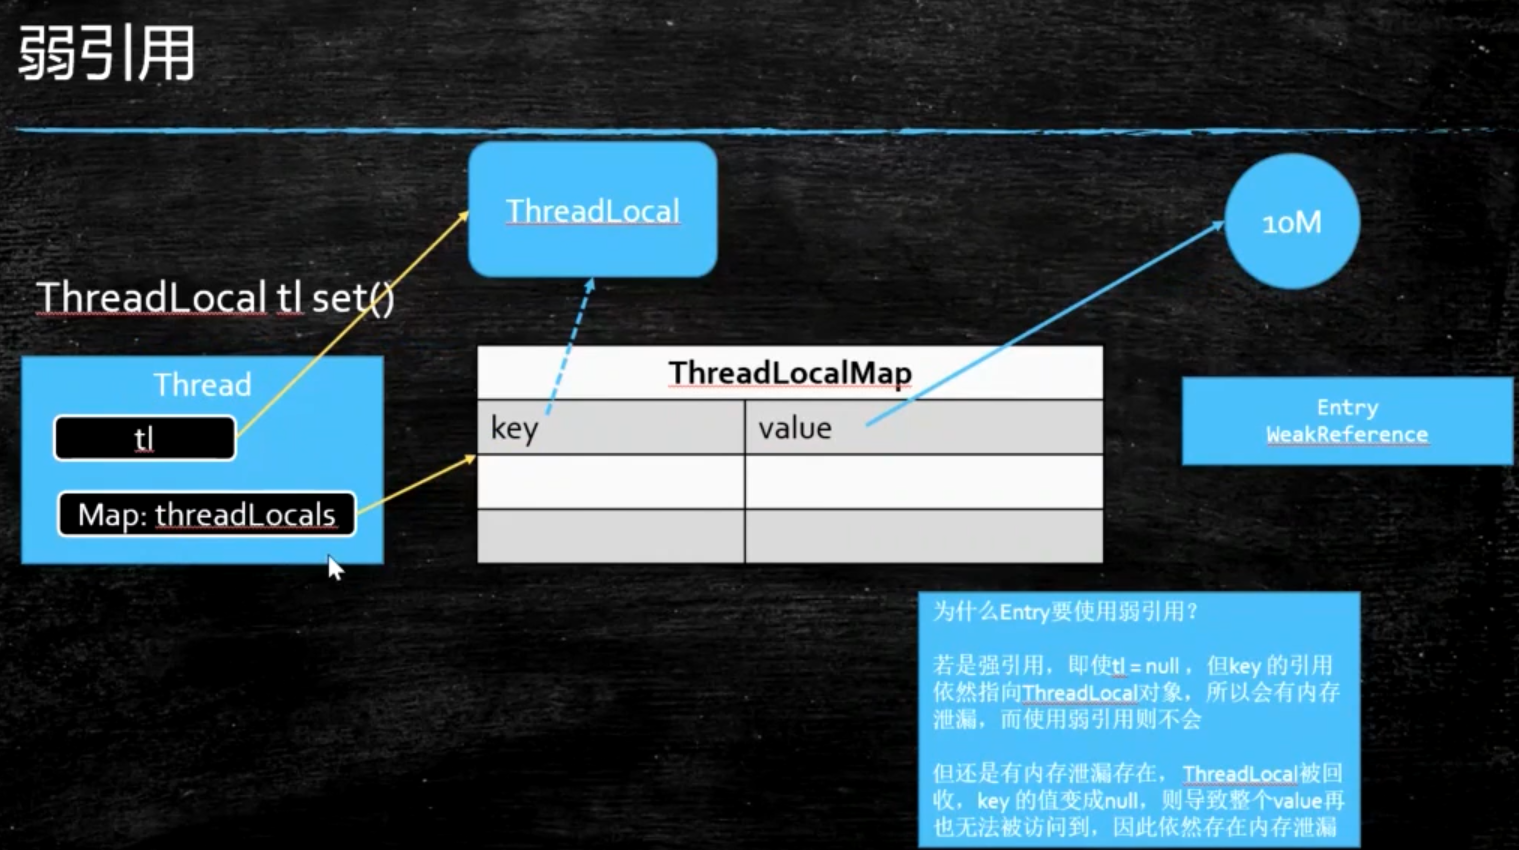 弱引用
ThreadLocal
10M
ThreadLocal tl set()
Thread
tl
Map: threadLocals
ThreadLocalMap
key
value
Entry
WeakReference
为什么Entry要使用弱引用?
若是强引用，即使tl = null ，但key 的引用
依然指向ThreadLocal对象，所以会有内存
泄漏，而使用弱引用则不会
但还是有内存泄漏存在， ThreadLocal被回
收，key 的值变成null，则导致整个value再
也无法被访问到，因此依然存在内存泄漏